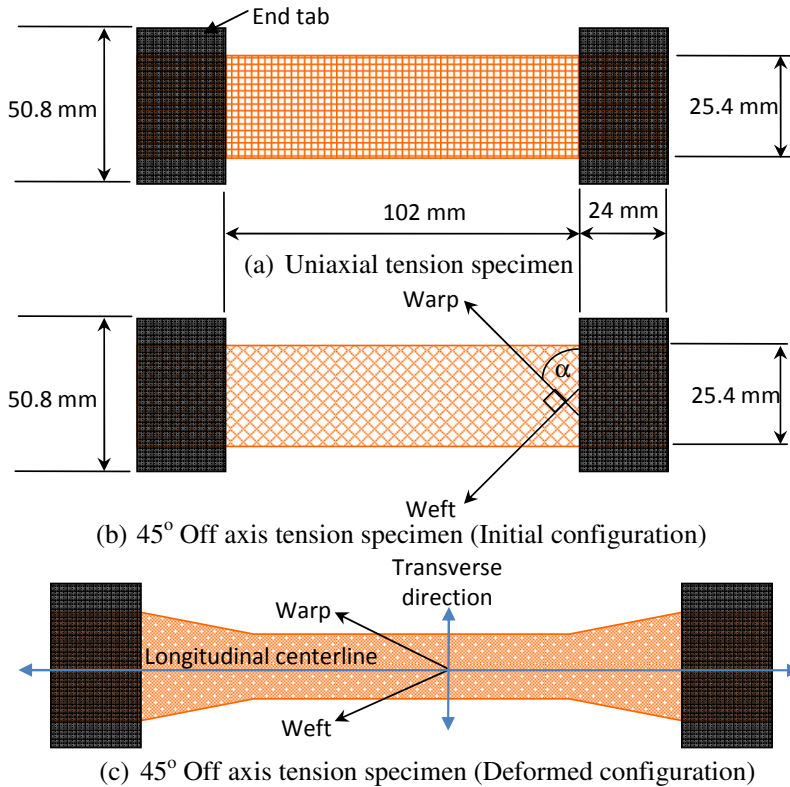 End tab
50.8 mm
25.4 mm
102 mm
24 mm
(a) Uniaxial tension specimen
Warp
α
50.8 mm
25.4 mm
Weft
(b) 45° Off axis tension specimen (Initial configuration)
Transverse
direction
Warp
Longitudinal centerline
Weft
(c) 45° Off axis tension specimen (Deformed configuration)